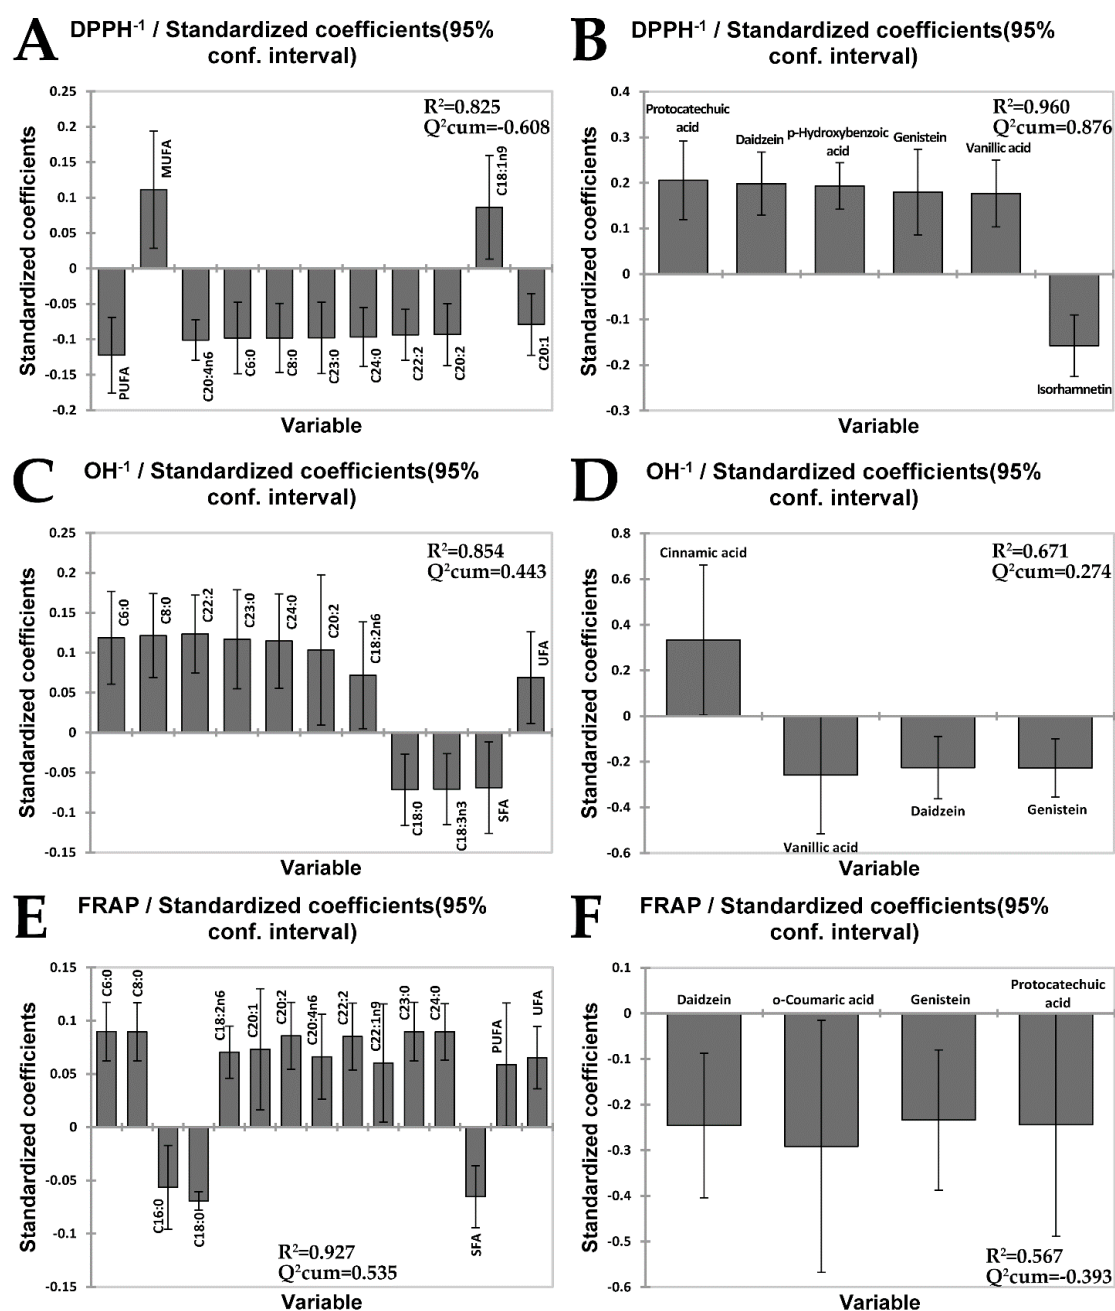 A
DPPH-1 / Standardized coefficients(95%
conf. interval)
Standardized coefficients
0.25
0.2
0.15
0.1
0.05
0
-0.05
-0.1
-0.15
-0.2
R2=0.825
Q2cum=-0.608
PUFA
MUFA
C20:4n6
C6:0
C8:0
C23:0
C24:0
C22:2
C20:2
C18:1n9
C20:1
Variable
B
DPPH-1 / Standardized coefficients(95%
conf. interval)
Standardized coefficients
0.4
0.3
0.2
0.1
0
-0.1
-0.2
-0.3
R2=0.960
Q2cum=0.876
Protocatechuic
acid
Daidzein
p-Hydroxybenzoic
acid
Genistein
Vanillic acid
Isorhamnetin
Variable
C
OH-1 / Standardized coefficients(95%
conf. interval)
Standardized coefficients
0.25
0.2
0.15
0.1
0.05
0
-0.05
-0.1
-0.15
R2=0.854
Q2cum=0.443
C6:0
C8:0
C22:2
C23:0
C24:0
C20:2
C18:2n6
C18:0
C18:3n3
SFA
UFA
Variable
D
OH-1 / Standardized coefficients(95%
conf. interval)
Standardized coefficients
0.8
0.6
0.4
0.2
0
-0.2
-0.4
-0.6
R2=0.671
Q2cum=0.274
Cinnamic acid
Vanillic acid
Daidzein
Genistein
Variable
E
FRAP / Standardized coefficients(95%
conf. interval)
Standardized coefficients
0.15
0.1
0.05
0
-0.05
-0.1
-0.15
C6:0
C8:0
C16:0
C18:0
C18:2n6
C20:1
C20:2
C20:4n6
C22:2
C22:1n9
C23:0
C24:0
SFA
PUFA
UFA
R2=0.927
Q2cum=0.535
Variable
F
FRAP / Standardized coefficients(95%
conf. interval)
Standardized coefficients
0.1
0
-0.1
-0.2
-0.3
-0.4
-0.5
-0.6
Daidzein
o-Coumaric acid
Genistein
Protocatechuic
acid
R2=0.567
Q2cum=-0.393
Variable